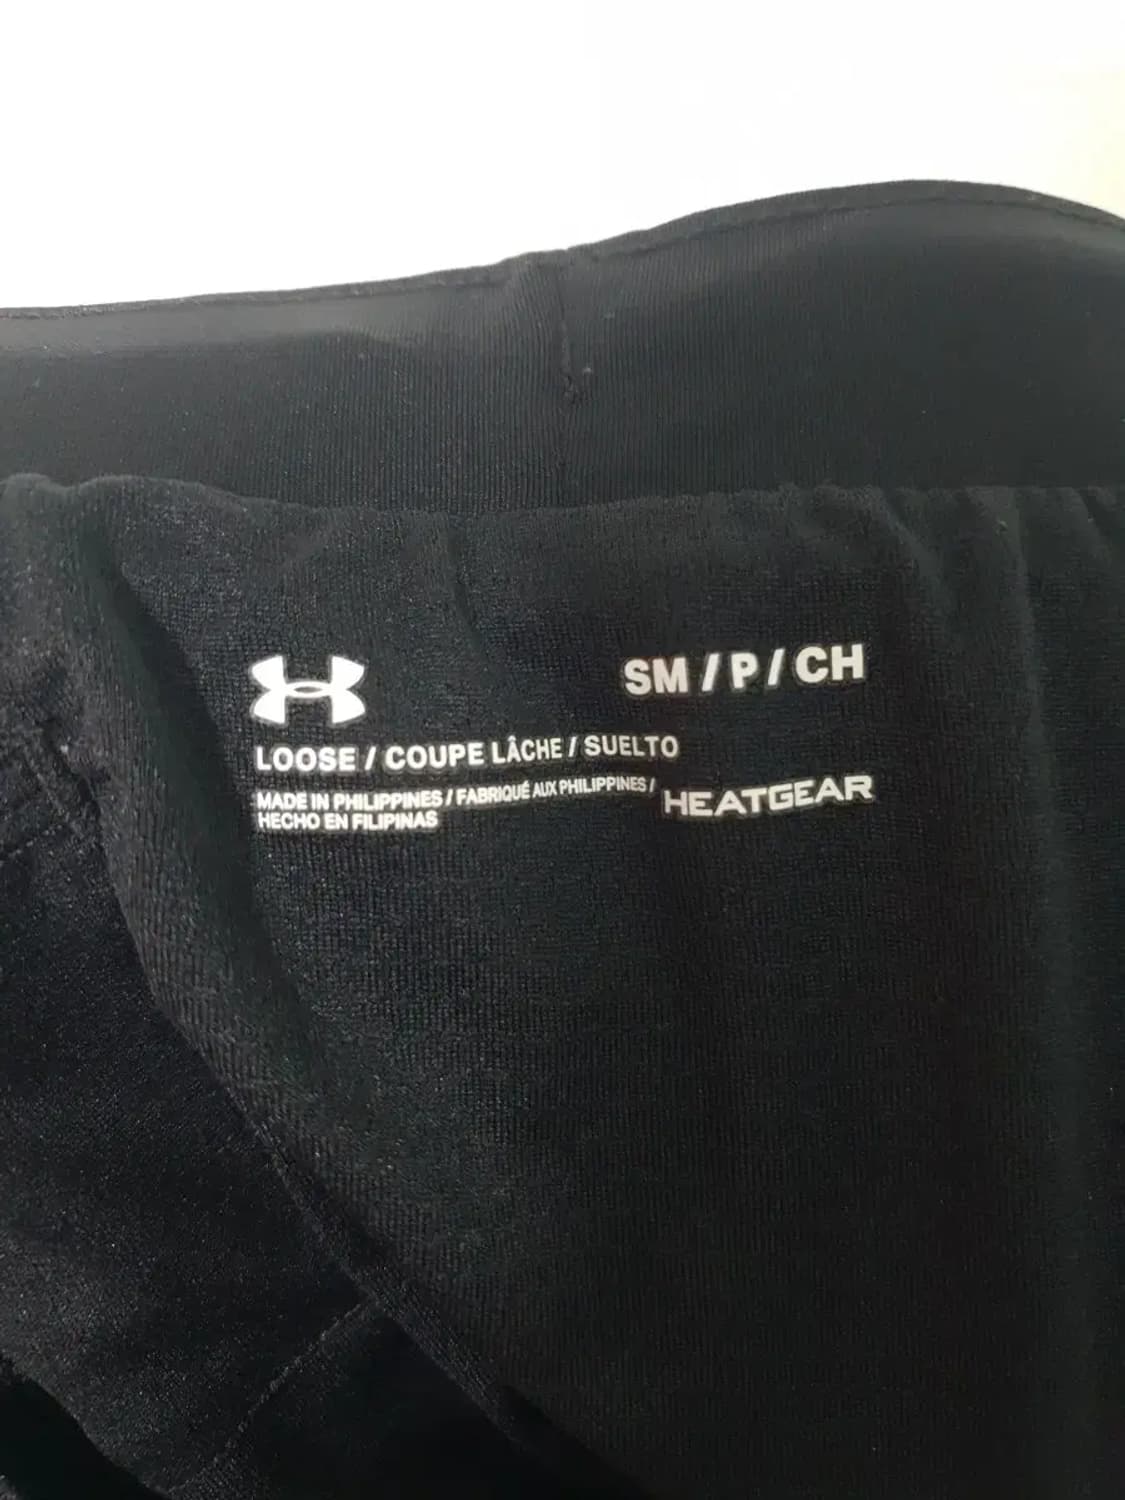 SM / P / CH
LOOSE / COUPE LÂCHE / SUELTO
MADE IN PHILIPPINES / FABRIQUÉ AUX PHILIPPINES /
HECHO EN FILIPINAS
HEATGEAR